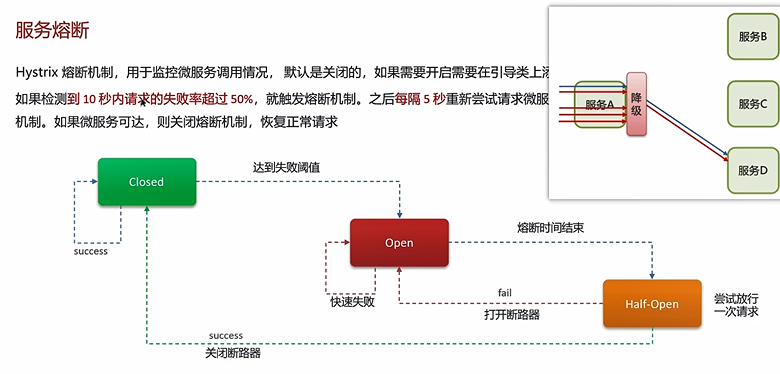 服务熔断
Hystrix 熔断机制，用于监控微服务调用情况， 默认是关闭的，如果需要开启需要在引导类上
如果检测到 10 秒内请求的失败率超过 50%，就触发熔断机制。之后每隔 5 秒重新尝试请求微服
机制。如果微服务可达，则关闭熔断机制，恢复正常请求
服务B
服务A
降级
服务C
服务D
Closed
达到失败阈值
success
Open
熔断时间结束
快速失败
fail
打开断路器
Half-Open
尝试放行
一次请求
success
关闭断路器